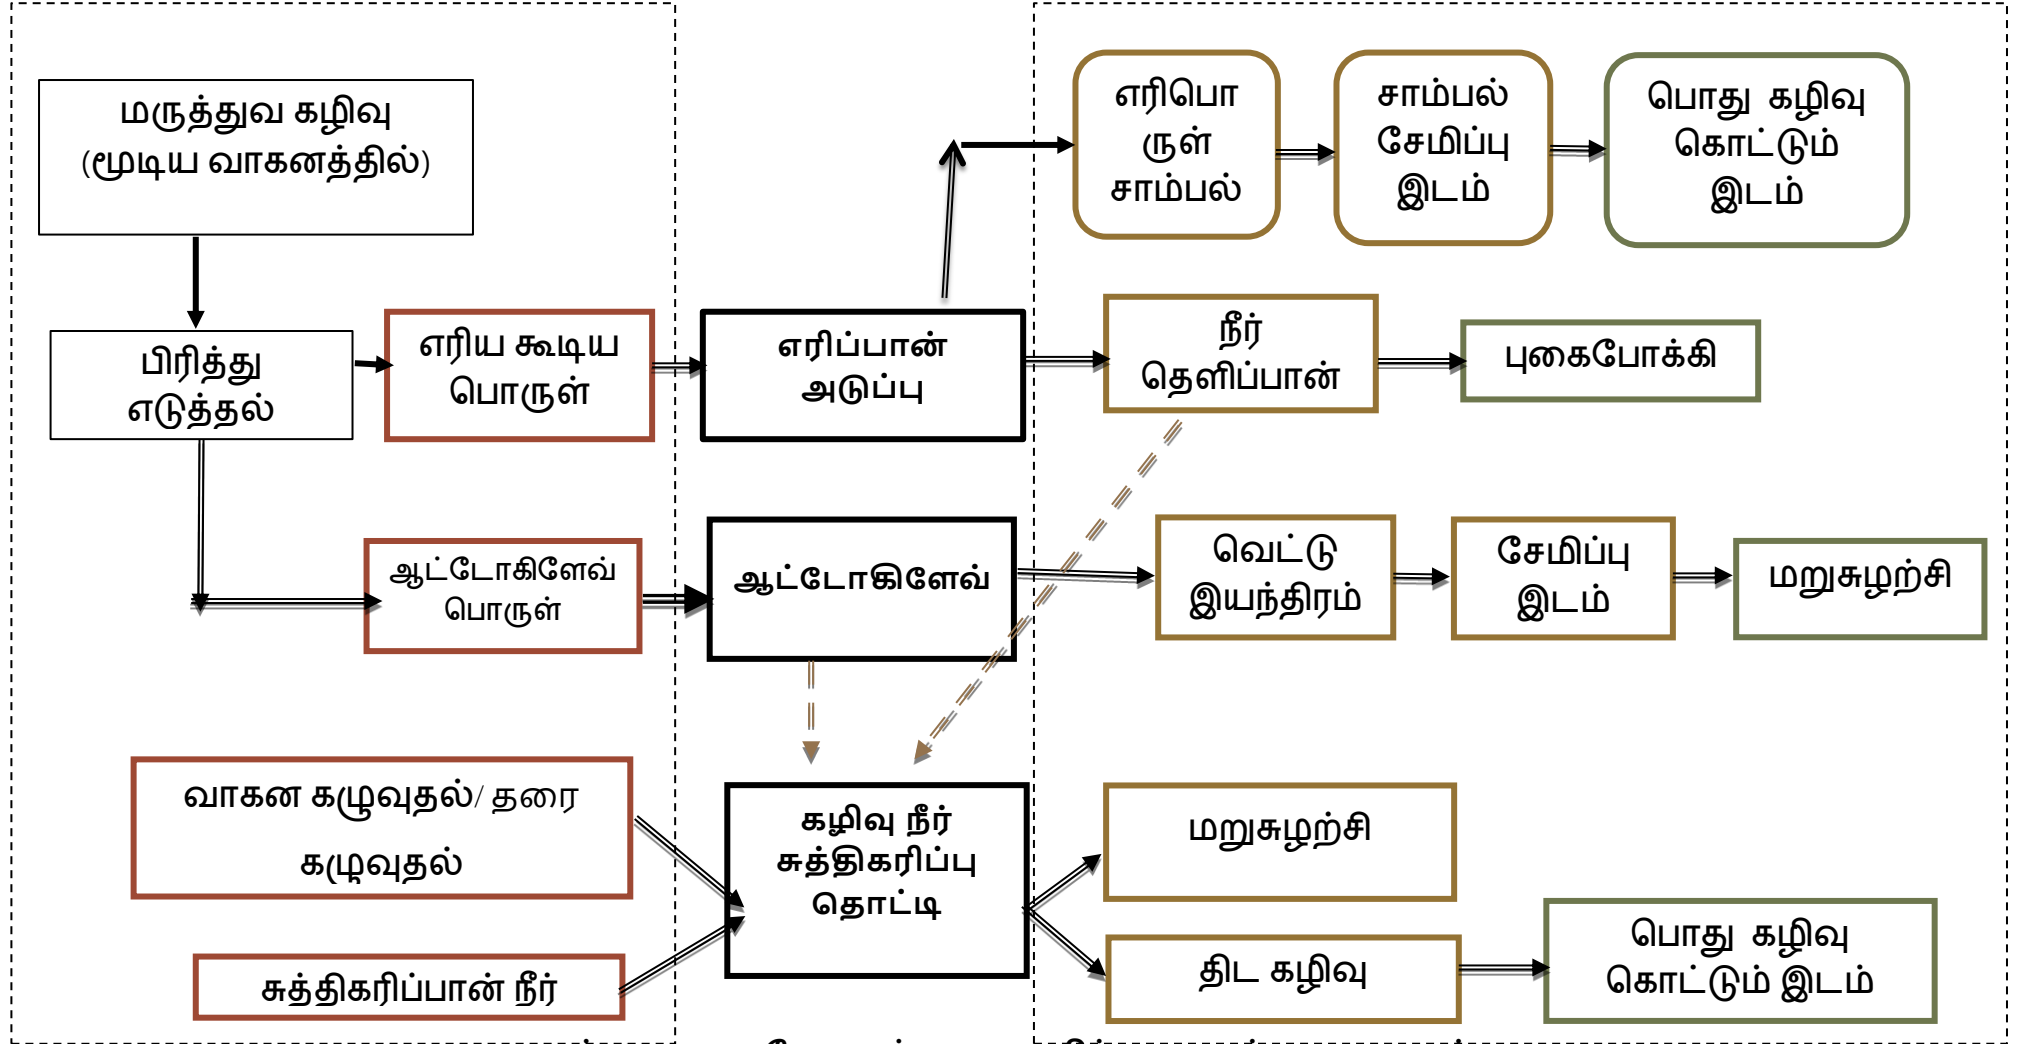 மருத்துவ கழிவு
(மூடிய வாகனத்தில்)
எரிபொ
ருள்
சாம்பல்
சாம்பல்
சேமிப்பு
இடம்
பொது கழிவு
கொட்டும்
இடம்
பிரித்து
எடுத்தல்
எரிய கூடிய
பொருள்
எரிப்பான்
அடுப்பு
நீர்
தெளிப்பான்
புகைபோக்கி
ஆட்டோகிளேவ்
பொருள்
ஆட்டோகிளேவ்
வெட்டு
இயந்திரம்
சேமிப்பு
இடம்
மறுசுழற்சி
வாகன கழுவுதல்/ தரை
கழுவுதல்
சுத்திகரிப்பான் நீர்
கழிவு நீர்
சுத்திகரிப்பு
தொட்டி
மறுசுழற்சி
திட கழிவு
பொது கழிவு
கொட்டும் இடம்